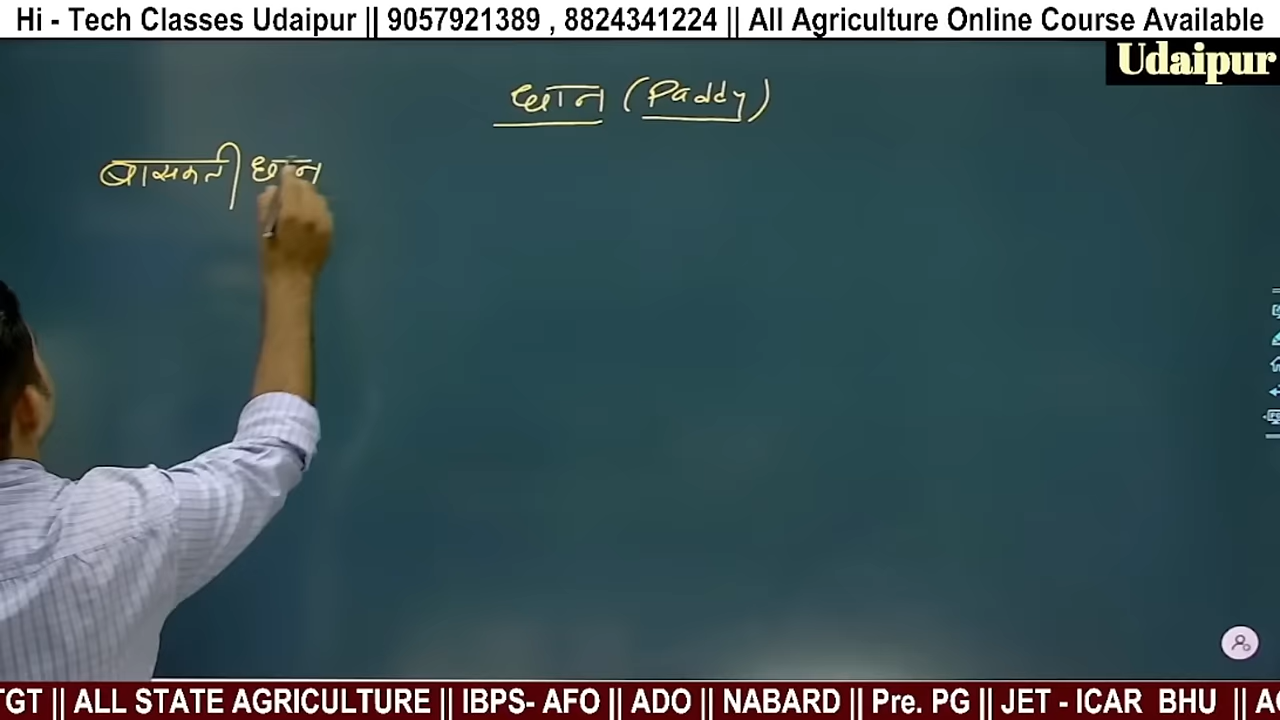 Hi - Tech Classes Udaipur || 9057921389 , 8824341224 || All Agriculture Online Course Available
Udaipur
धान (Paddy)
बासमती धान
TGT || ALL STATE AGRICULTURE || IBPS- AFO || ADO || NABARD || Pre. PG || JET - ICAR BHU ||